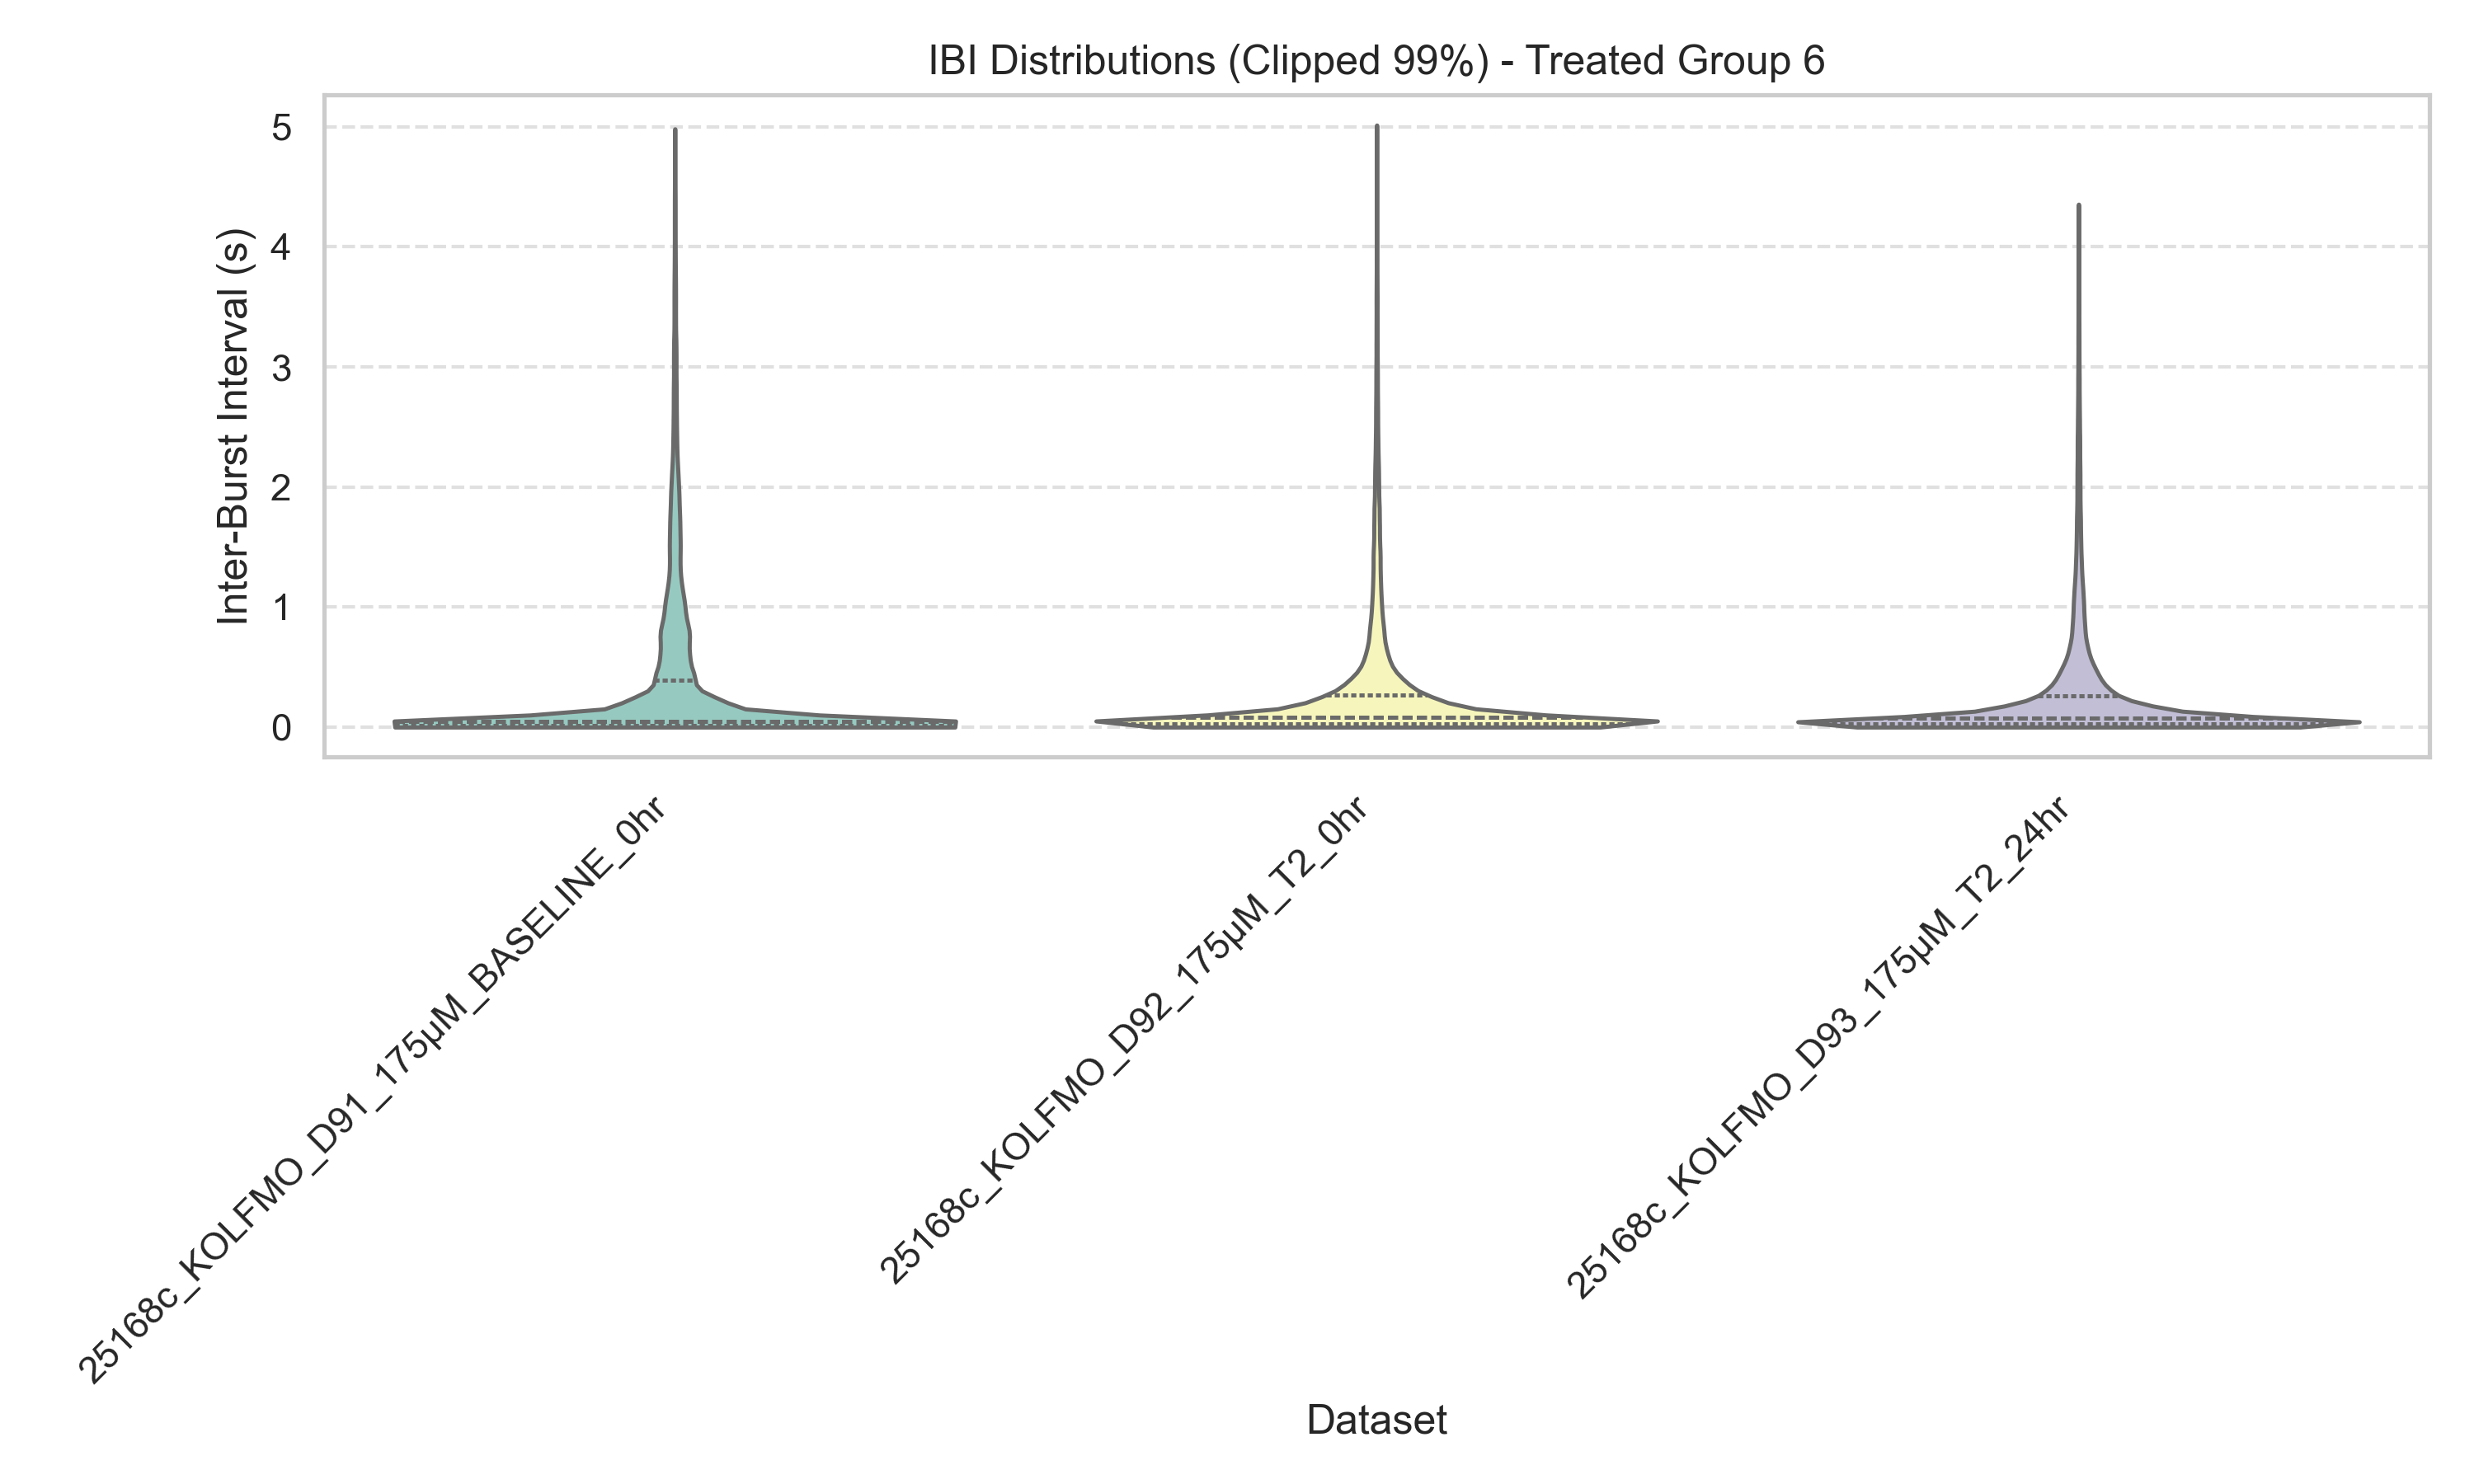 IBI Distributions (Clipped 99%) - Treated Group 6
Inter-Burst Interval (s)
5
4
3
2
1
0
25168c_KOLFMO_D91_175µM_BASELINE_0hr
25168c_KOLFMO_D92_175µM_T2_0hr
25168c_KOLFMO_D93_175µM_T2_24hr
Dataset